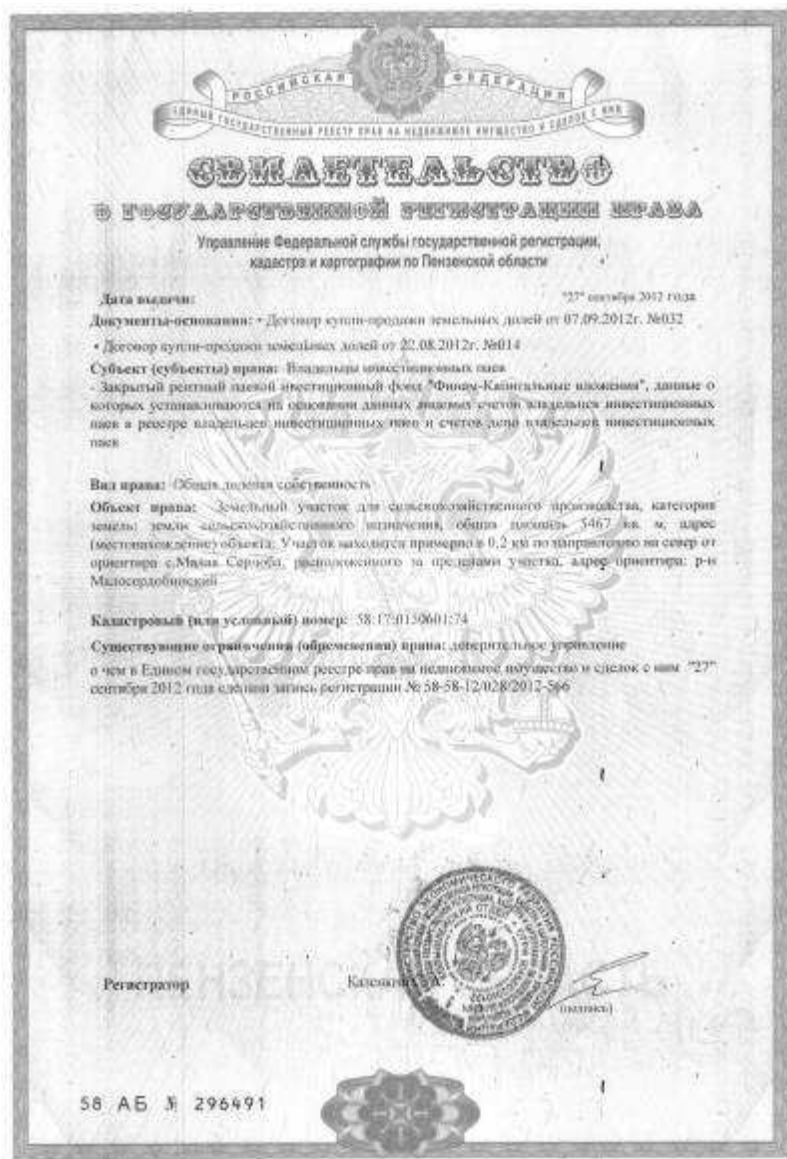 РОССИЙСКАЯ ФЕДЕРАЦИЯ
ЕДИНЫЙ ГОСУДАРСТВЕННЫЙ РЕЕСТР ПРАВ НА НЕДВИЖИМОЕ ИМУЩЕСТВО И СДЕЛОК С НИМ
СВИДЕТЕЛЬСТВО
О ГОСУДАРСТВЕННОЙ РЕГИСТРАЦИИ ПРАВА
Управление Федеральной службы государственной регистрации,
кадастра и картографии по Пензенской области
Дата выдачи: "27" сентября 2012 года
Документы-основания: • Договор купли-продажи земельных долей от 07.09.2012г. №032
• Договор купли-продажи земельных долей от 22.08.2012г. №014
Субъект (субъекты) права: Владельцы инвестиционных паев
- Закрытый рентный паевой инвестиционный фонд "Финам-Капитальные вложения", данные о
которых устанавливаются на основании данных лицевых счетов владельцев инвестиционных
паев в реестре владельцев инвестиционных паев и счетов депо владельцев инвестиционных
паев
Вид права: Общая долевая собственность
Объект права: Земельный участок для сельскохозяйственного производства, категория
земель: земли сельскохозяйственного назначения, общая площадь 5467 кв. м, адрес
(местонахождение) объекта: Участок находится примерно в 0,2 км по направлению на север от
ориентира с.Малая Сердоба, расположенного за пределами участка, адрес ориентира: р-н
Малосердобинский
Кадастровый (или условный) номер: 58:17:0150601:74
Существующие ограничения (обременения) права: доверительное управление
о чем в Едином государственном реестре прав на недвижимое имущество и сделок с ним "27"
сентября 2012 года сделана запись регистрации № 58-58-12/028/2012-566
Регистратор
(подпись)
58 АБ № 296491